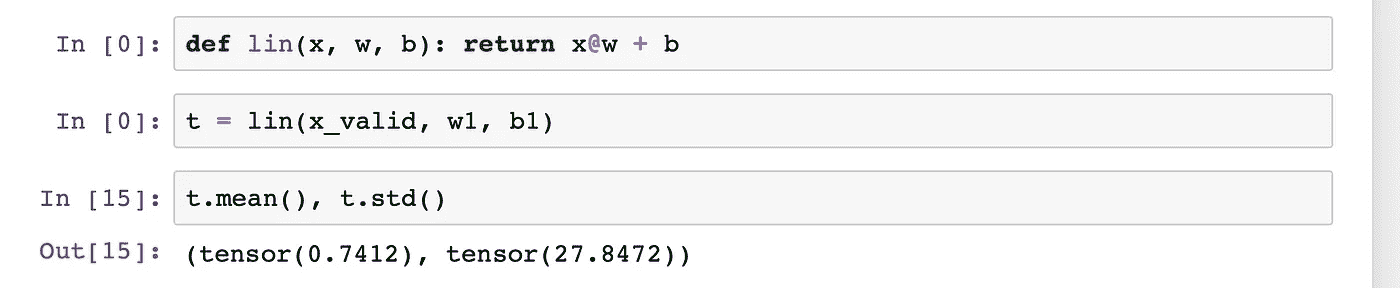 In [0]: def lin(x, w, b): return x@w + b
In [0]: t = lin(x_valid, w1, b1)
In [15]: t.mean(), t.std()
Out[15]: (tensor(0.7412), tensor(27.8472))